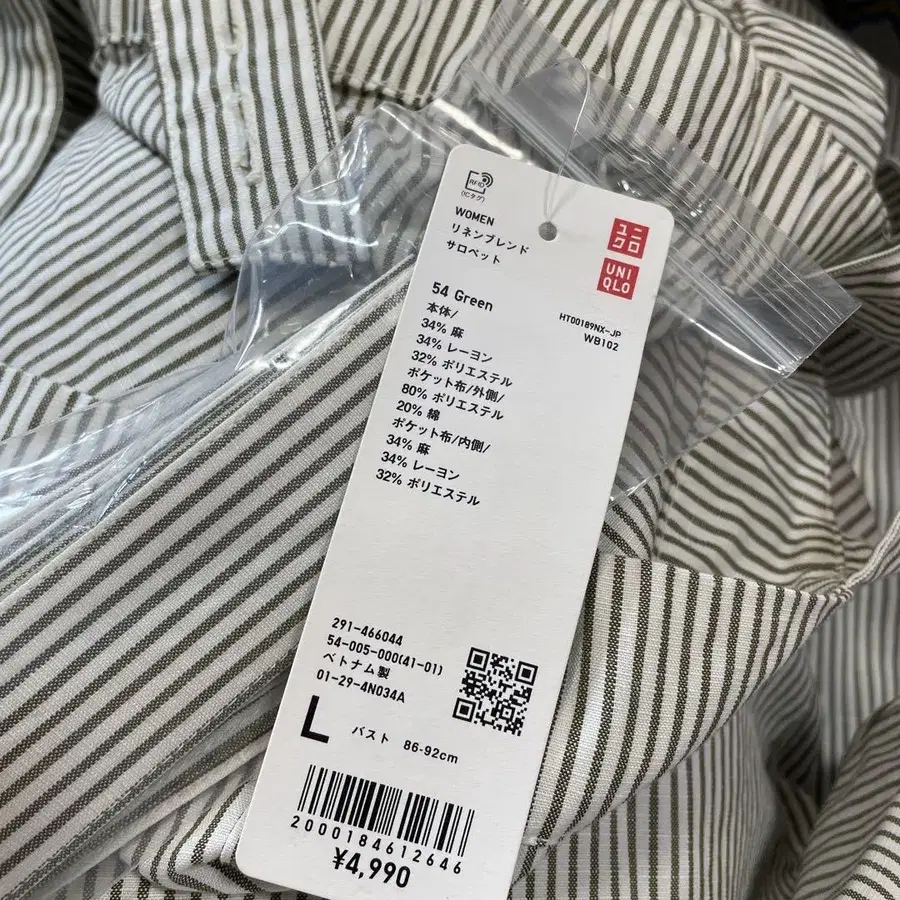 RFID
(ICタグ)
WOMEN
リネンブレンド
サロペット
ユニ
クロ
UNI
QLO
54 Green
HT00189NX-JP
WB102
本体/
34% 麻
34% レーヨン
32% ポリエステル
ポケット布/外側/
80% ポリエステル
20% 綿
ポケット布/内側/
34% 麻
34% レーヨン
32% ポリエステル
291-466044
54-005-000(41-01)
ベトナム製
01-29-4N034A
L バスト 86-92cm
2000184612646
¥4,990